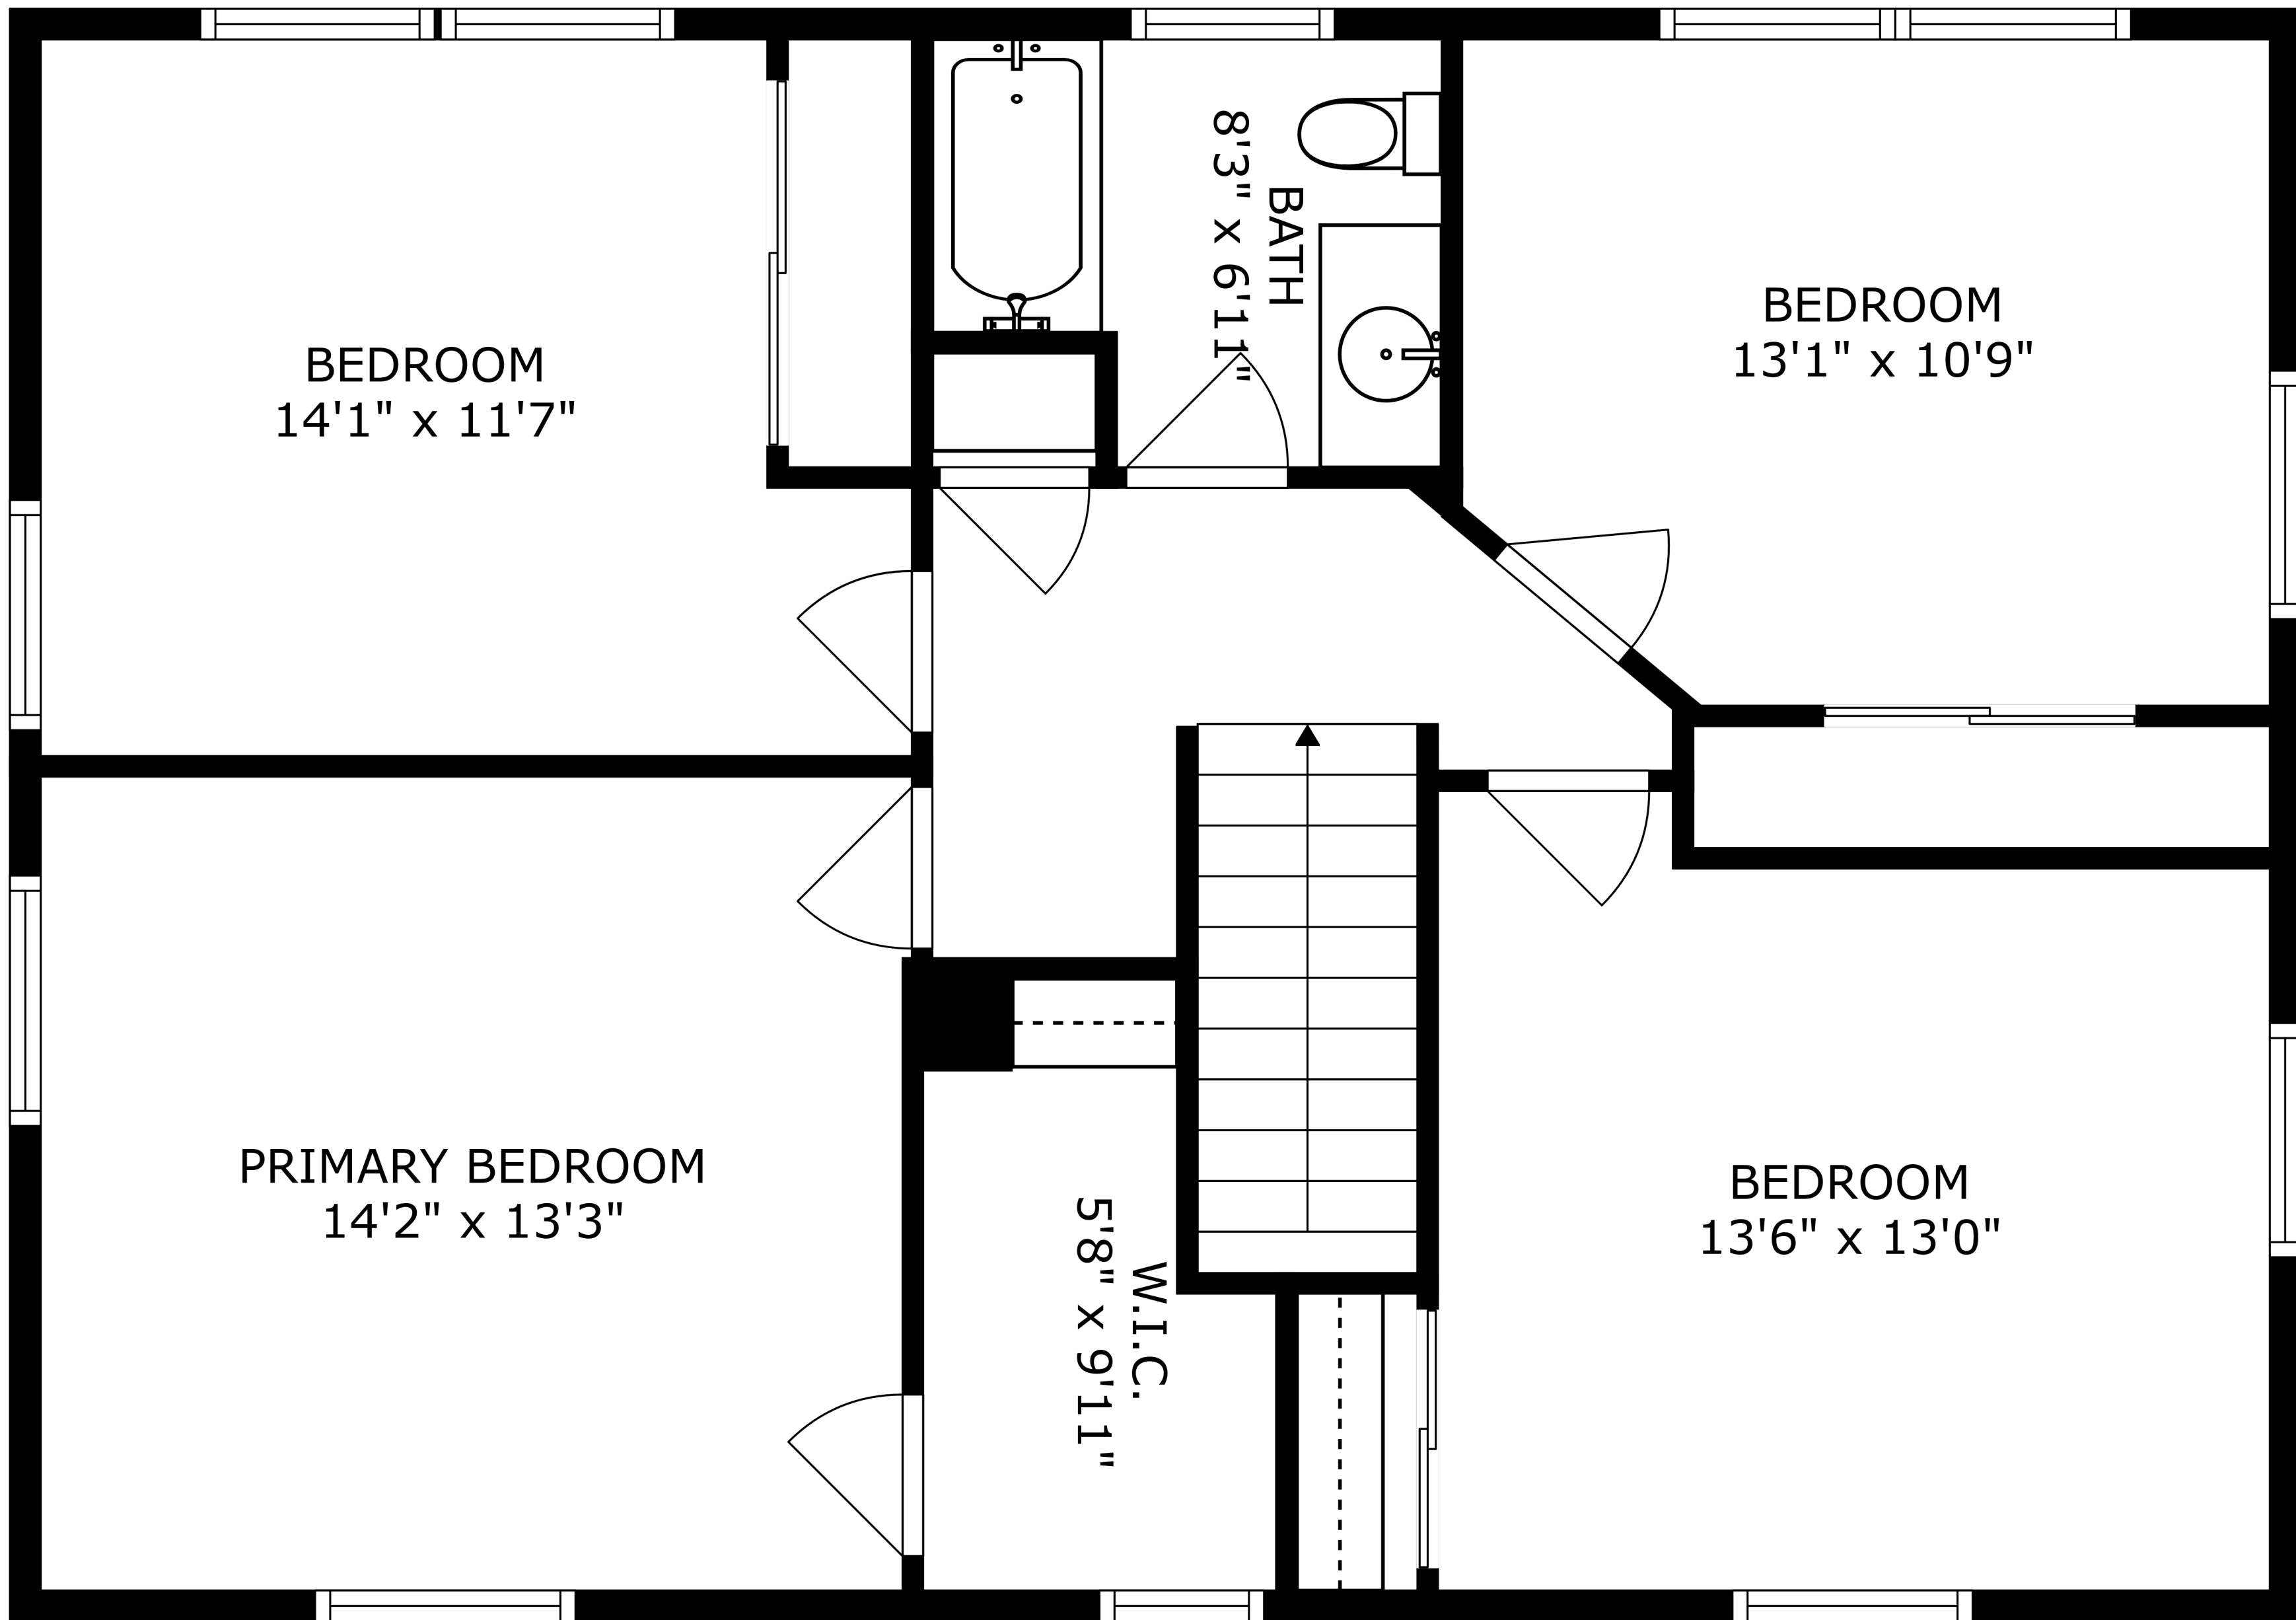 BATH
8'3" x 6'11"
BEDROOM
13'1" x 10'9"
BEDROOM
14'1" x 11'7"
PRIMARY BEDROOM
14'2" x 13'3"
W.I.C.
5'8" x 9'11"
BEDROOM
13'6" x 13'0"